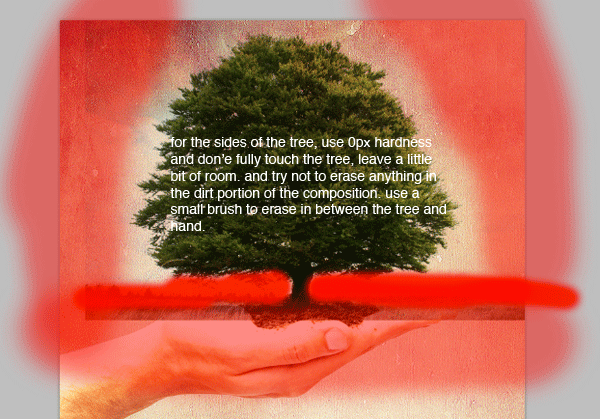 for the sides of the tree, use 0px hardness
and don'e fully touch the tree, leave a little
bit of room. and try not to erase anything in
the dirt portion of the composition. use a
small brush to erase in between the tree and
hand.